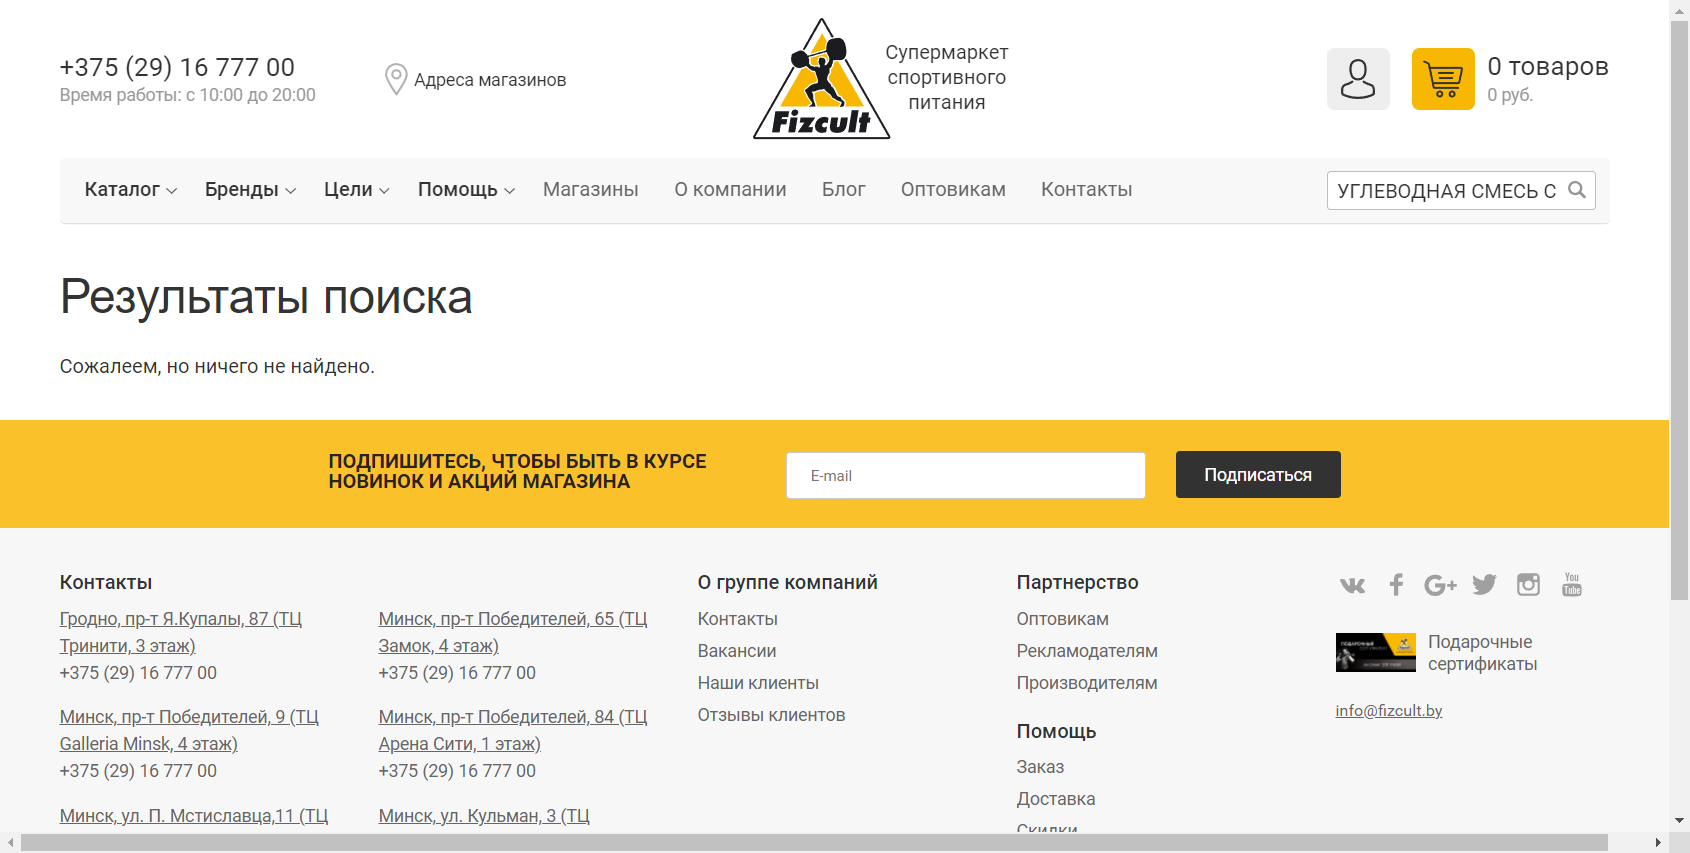 +375 (29) 16 777 00
Время работы: с 10:00 до 20:00
Адреса магазинов
Fizcult
Супермаркет
спортивного
питания
0 товаров
0 руб.
Каталог
Бренды
Цели
Помощь
Магазины
О компании
Блог
Оптовикам
Контакты
УГЛЕВОДНАЯ СМЕСЬ С
Результаты поиска
Сожалеем, но ничего не найдено.
ПОДПИШИТЕСЬ, ЧТОБЫ БЫТЬ В КУРСЕ
НОВИНОК И АКЦИЙ МАГАЗИНА
E-mail
Подписаться
Контакты
Гродно, пр-т Я.Купалы, 87 (ТЦ
Тринити, 3 этаж)
+375 (29) 16 777 00
Минск, пр-т Победителей, 9 (ТЦ
Galleria Minsk, 4 этаж)
+375 (29) 16 777 00
Минск, ул. П. Мстиславца,11 (ТЦ
Минск, пр-т Победителей, 65 (ТЦ
Замок, 4 этаж)
+375 (29) 16 777 00
Минск, пр-т Победителей, 84 (ТЦ
Арена Сити, 1 этаж)
+375 (29) 16 777 00
Минск, ул. Кульман, 3 (ТЦ
О группе компаний
Контакты
Вакансии
Наши клиенты
Отзывы клиентов
Партнерство
Оптовикам
Рекламодателям
Производителям
Помощь
Заказ
Доставка
Скидки
You
Tube
ПОДАРОЧНЫЙ
Подарочные
сертификаты
info@fizcult.by